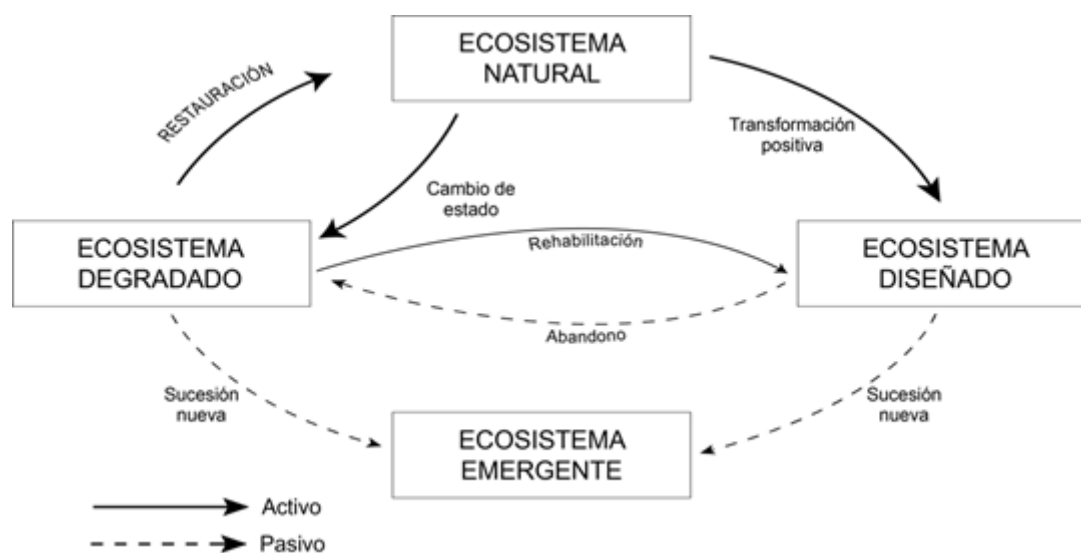 ECOSISTEMA
NATURAL
RESTAURACIÓN
Transformación
positiva
Cambio de
estado
ECOSISTEMA
DEGRADADO
Rehabilitación
ECOSISTEMA
DISEÑADO
Abandono
Sucesión
nueva
Sucesión
nueva
ECOSISTEMA
EMERGENTE
Activo
Pasivo